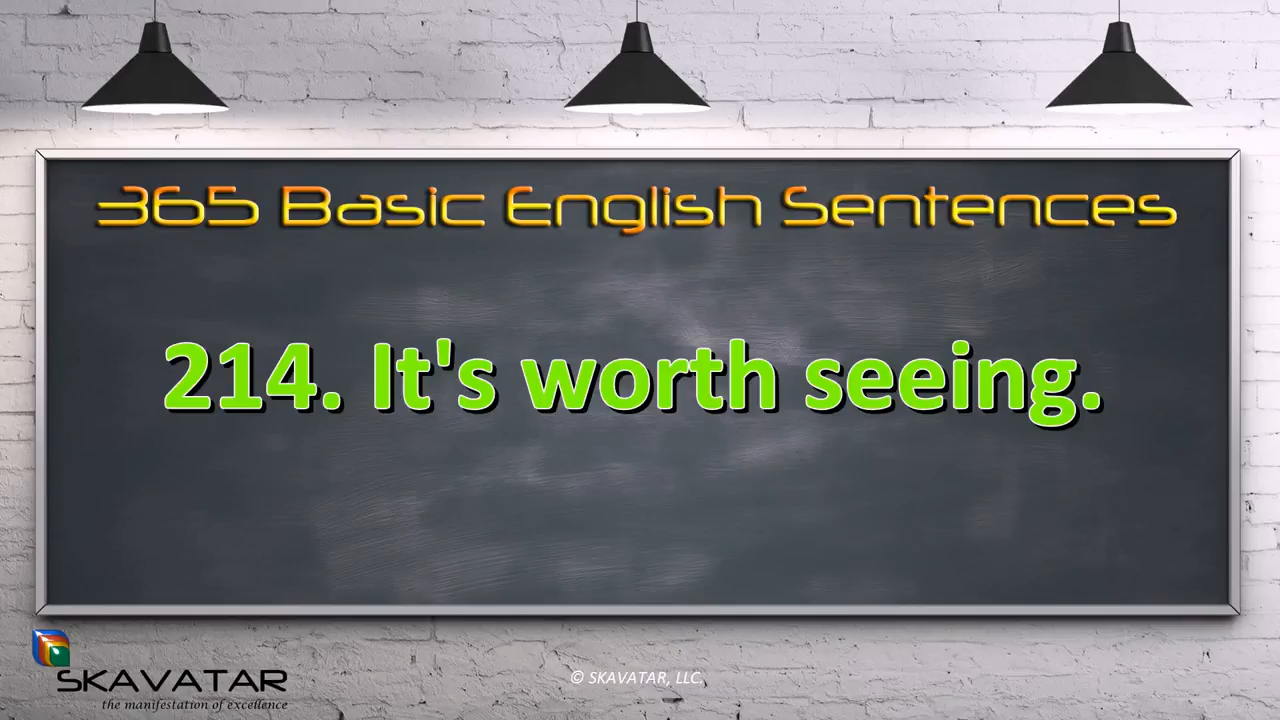 365 Basic English Sentences
214. It's worth seeing.
SKAVATAR
the manifestation of excellence
© SKAVATAR, LLC.